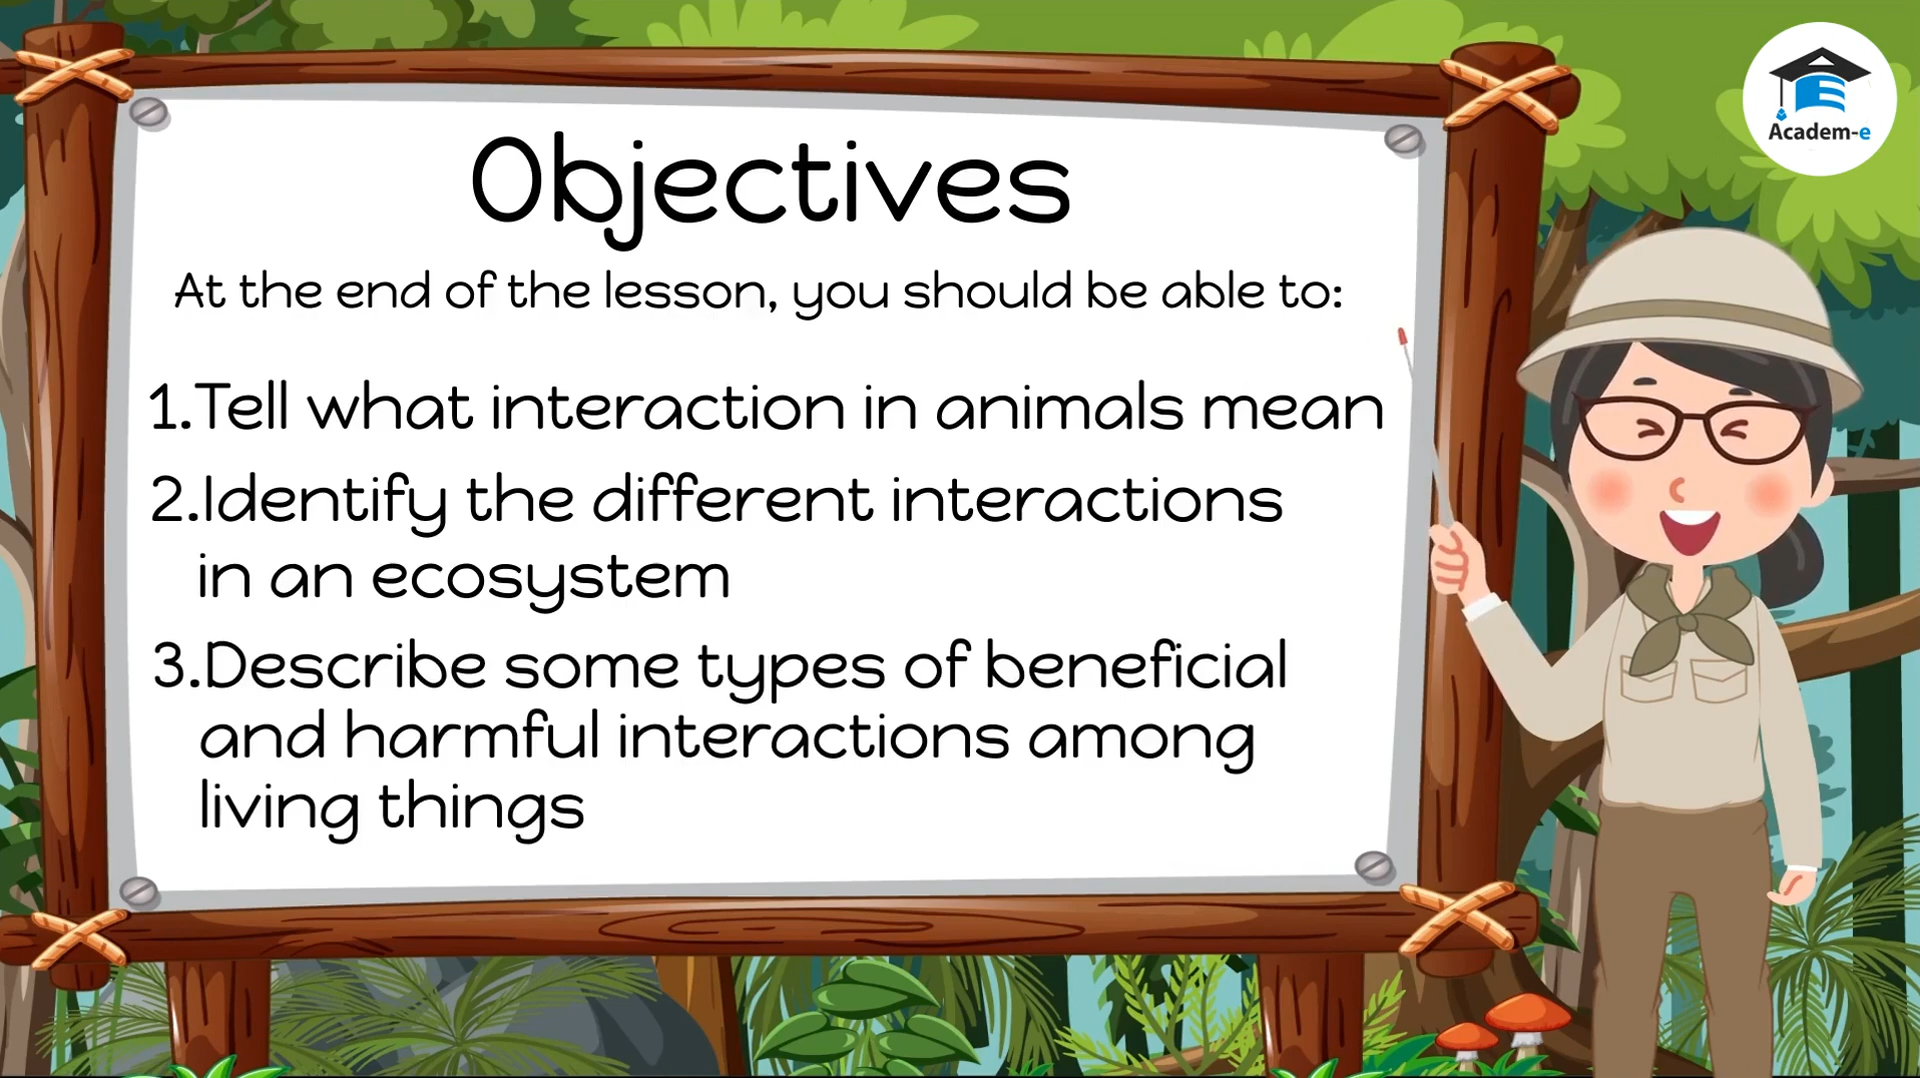 Objectives
Academ-e
At the end of the lesson, you should be able to:
1.Tell what interaction in animals mean
2.Identify the different interactions
in an ecosystem
3.Describe some types of beneficial
and harmful interactions among
living things